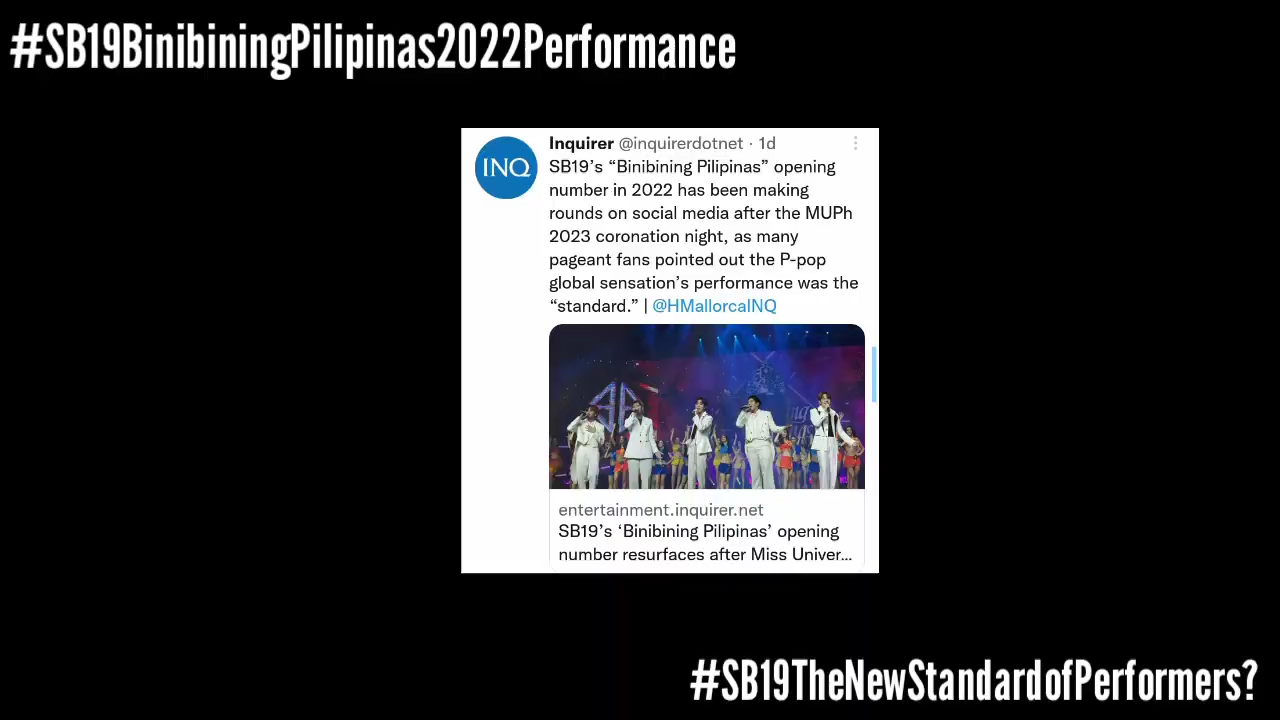 #SB19BinibiningPilipinas2022Performance
INQ
Inquirer @inquirerdotnet · 1d
SB19's “Binibining Pilipinas” opening
number in 2022 has been making
rounds on social media after the MUPh
2023 coronation night, as many
pageant fans pointed out the P-pop
global sensation's performance was the
“standard.” | @HMallorcaINQ
entertainment.inquirer.net
SB19's ‘Binibining Pilipinas’ opening
number resurfaces after Miss Univer...
#SB19TheNewStandardofPerformers?